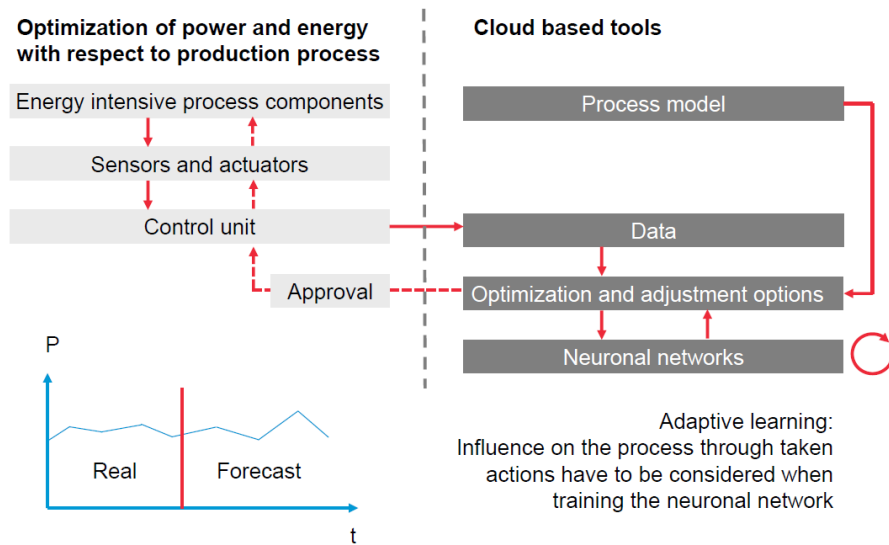 Optimization of power and energy
with respect to production process
Energy intensive process components
Sensors and actuators
Control unit
Approval
Cloud based tools
Process model
Data
Optimization and adjustment options
Neuronal networks
P
Real
Forecast
t
Adaptive learning:
Influence on the process through taken
actions have to be considered when
training the neuronal network